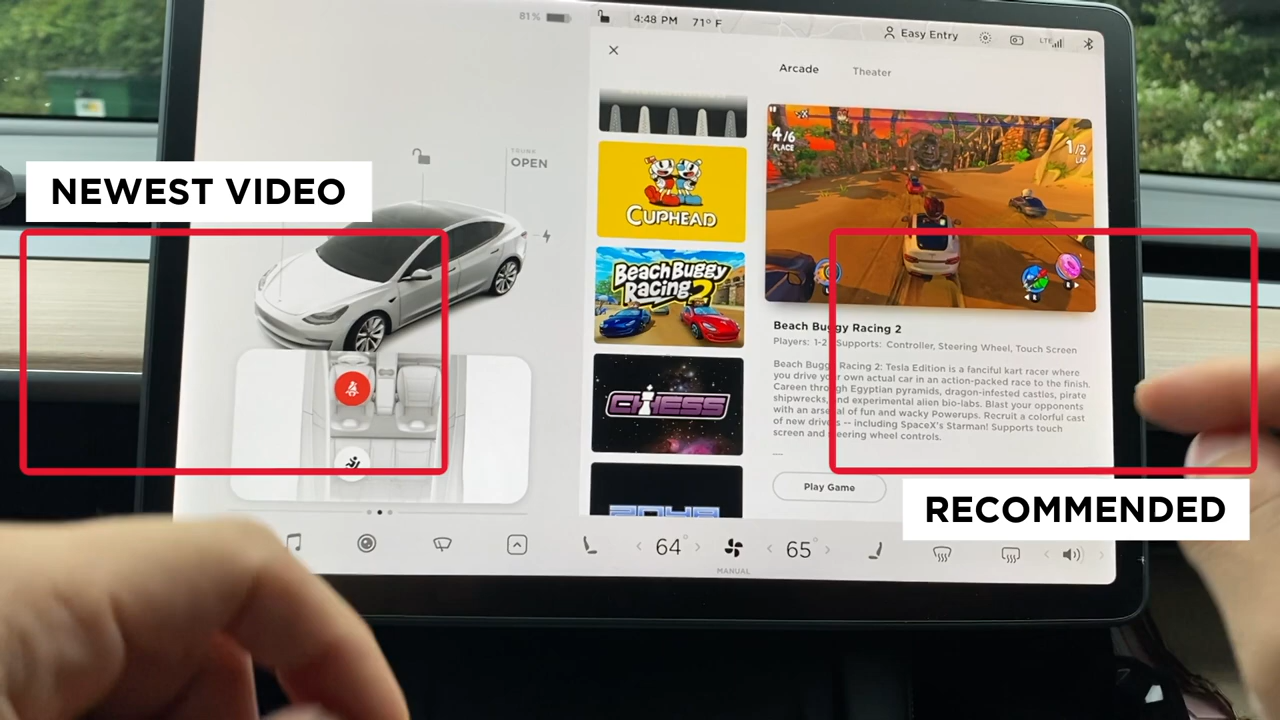 81%
4:48 PM
71° F
Easy Entry
LTE
Arcade
Theater
TRUNK
OPEN
NEWEST VIDEO
4/6
PLACE
1/2
LAP
CUPHEAD
Beach Buggy
Racing 2
CHESS
2048
Beach Buggy Racing 2
Players: 1-2 Supports: Controller, Steering Wheel, Touch Screen
Beach Buggy Racing 2: Tesla Edition is a fanciful kart racer where
you drive your own actual car in an action-packed race to the finish.
Careen through Egyptian pyramids, dragon-infested castles, pirate
shipwrecks, and experimental alien bio-labs. Blast your opponents
with an arsenal of fun and wacky Powerups. Recruit a colorful cast
of new drivers -- including SpaceX's Starman! Supports touch
screen and steering wheel controls.
----
Play Game
RECOMMENDED
64°
65°
MANUAL